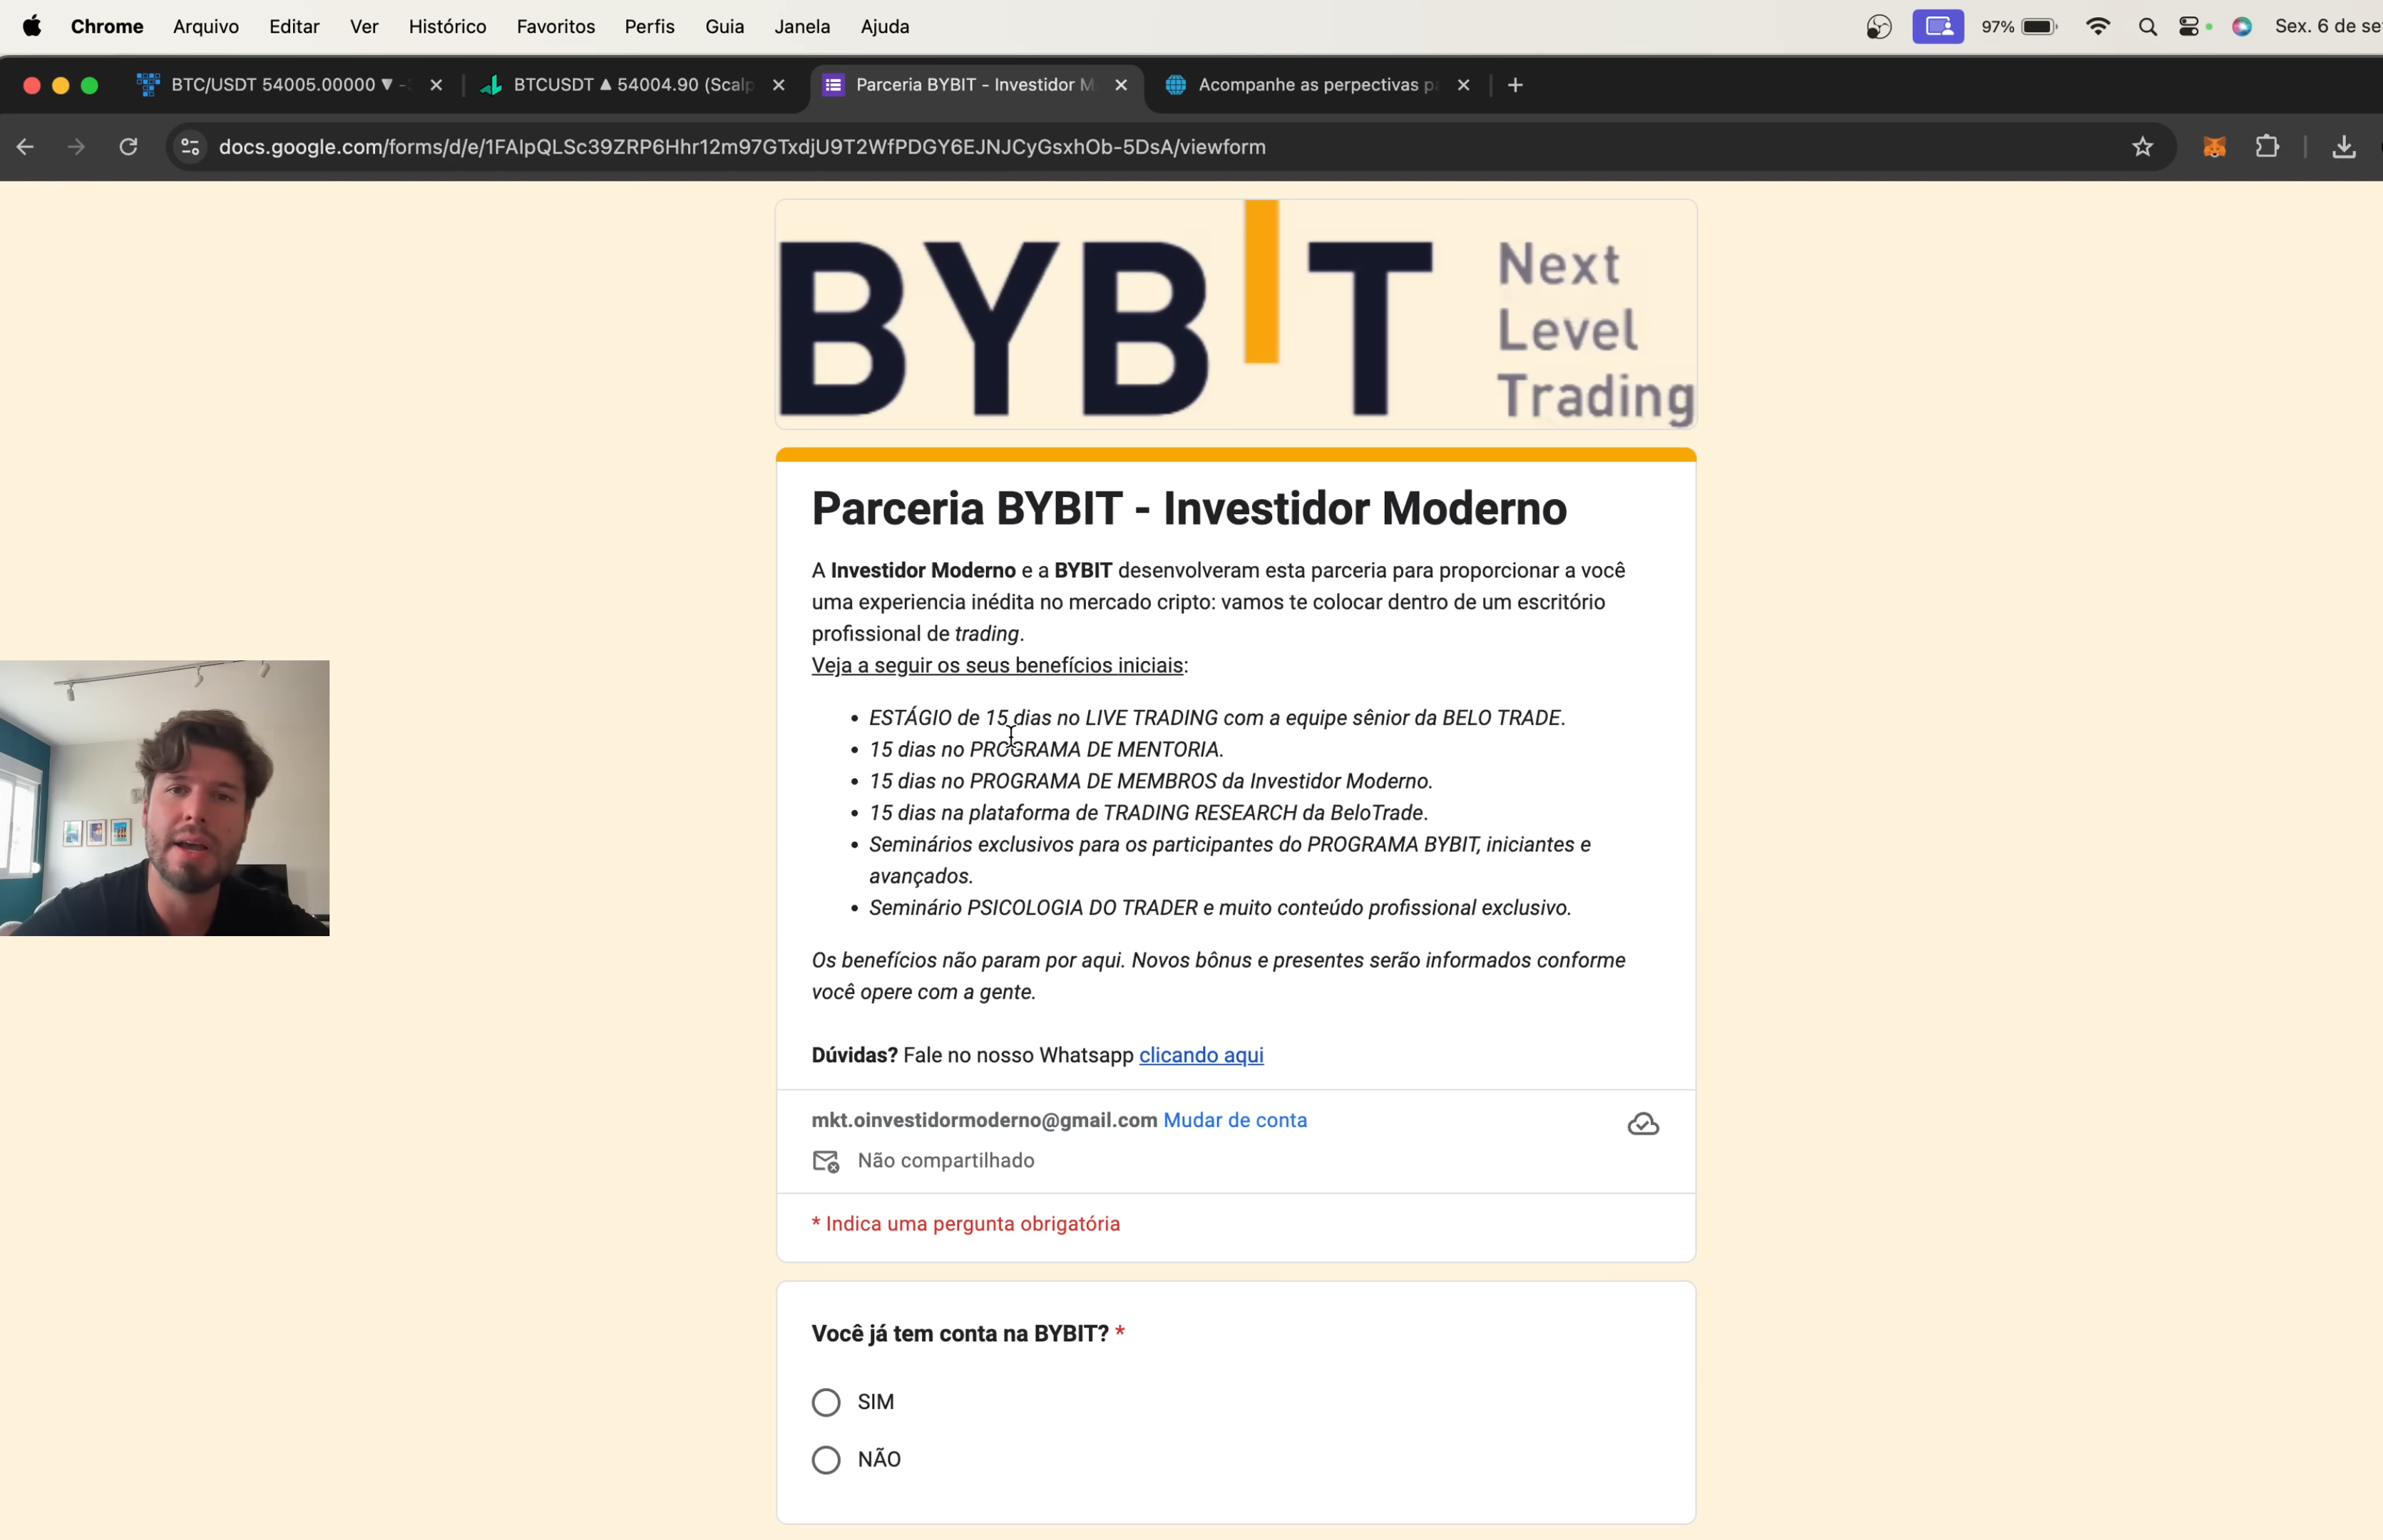 Chrome Arquivo Editar Ver Histórico Favoritos Perfis Guia Janela Ajuda 97% Sex. 6 de se
BTC/USDT 54005.00000 ▼ - BTCUSDT ▲ 54004.90 (Scalp Parceria BYBIT - Investidor M Acompanhe as perpectivas p
docs.google.com/forms/d/e/1FAIpQLSc39ZRP6Hhr12m97GTxdjU9T2WfPDGY6EJNJCyGsxhOb-5DsA/viewform
BYBIT
Next
Level
Trading
Parceria BYBIT - Investidor Moderno
A Investidor Moderno e a BYBIT desenvolveram esta parceria para proporcionar a você
uma experiencia inédita no mercado cripto: vamos te colocar dentro de um escritório
profissional de trading.
Veja a seguir os seus benefícios iniciais:
• ESTÁGIO de 15 dias no LIVE TRADING com a equipe sênior da BELO TRADE.
• 15 dias no PROGRAMA DE MENTORIA.
• 15 dias no PROGRAMA DE MEMBROS da Investidor Moderno.
• 15 dias na plataforma de TRADING RESEARCH da BeloTrade.
• Seminários exclusivos para os participantes do PROGRAMA BYBIT, iniciantes e
avançados.
• Seminário PSICOLOGIA DO TRADER e muito conteúdo profissional exclusivo.
Os benefícios não param por aqui. Novos bônus e presentes serão informados conforme
você opere com a gente.
Dúvidas? Fale no nosso Whatsapp clicando aqui
mkt.oinvestidormoderno@gmail.com Mudar de conta
Não compartilhado
* Indica uma pergunta obrigatória
Você já tem conta na BYBIT? *
SIM
NÃO